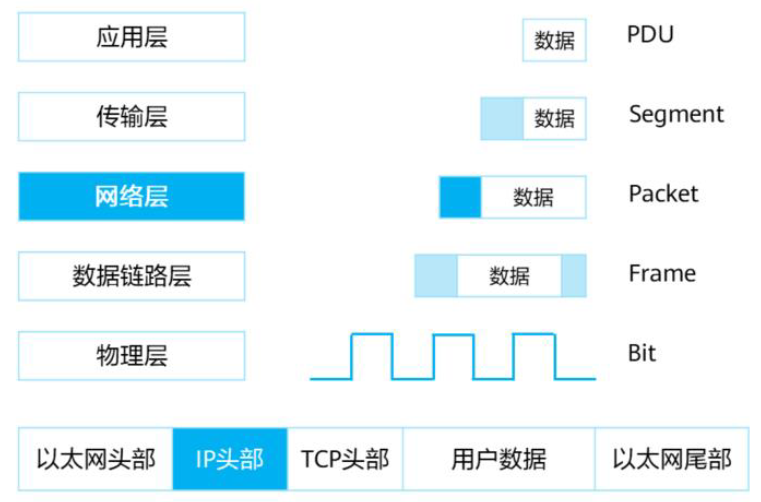 应用层 数据 PDU
传输层 数据 Segment
网络层 数据 Packet
数据链路层 数据 Frame
物理层 Bit
以太网头部 IP头部 TCP头部 用户数据 以太网尾部